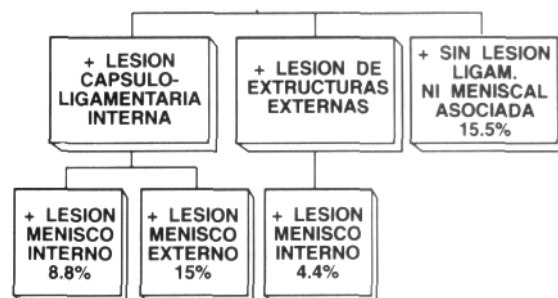 + LESION
CAPSULO-
LIGAMENTARIA
INTERNA
+ LESION DE
EXTRUCTURAS
EXTERNAS
+ SIN LESION
LIGAM.
NI MENISCAL
ASOCIADA
15.5%
+ LESION
MENISCO
INTERNO
8.8%
+ LESION
MENISCO
EXTERNO
15%
+ LESION
MENISCO
INTERNO
4.4%